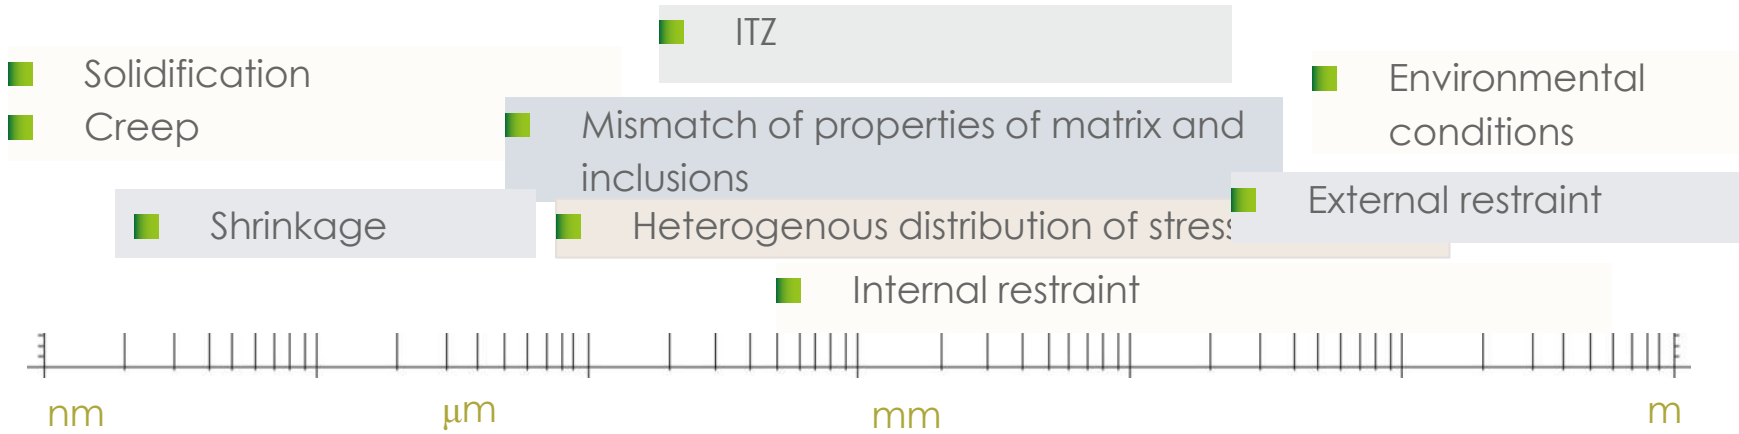 ITZ
Solidification
Creep
Environmental
conditions
Mismatch of properties of matrix and
inclusions
External restraint
Shrinkage
Heterogenous distribution of stress
Internal restraint
nm
μm
mm
m